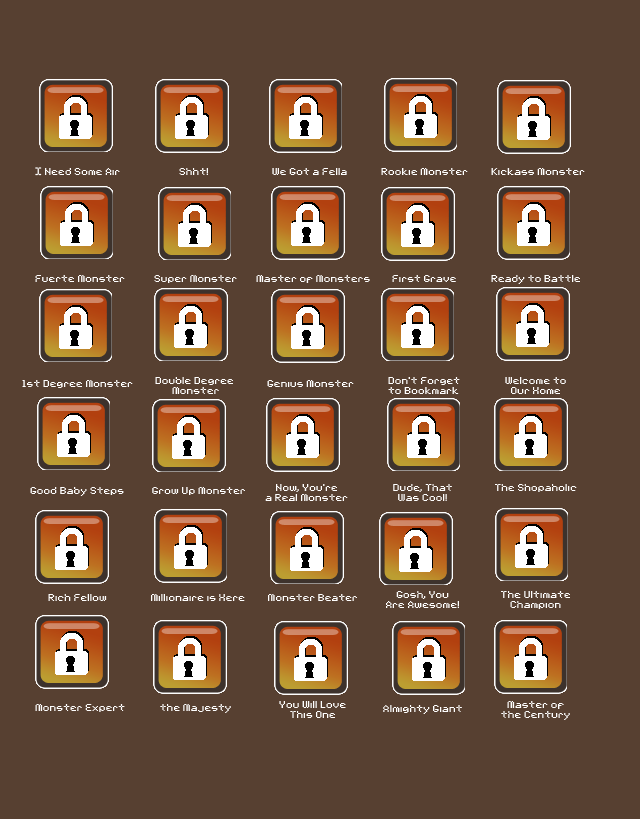 I Need Some Air
Shht!
We Got a Fella
Rookie Monster
Kickass Monster
Fuerte Monster
Super Monster
Master of Monsters
First Grave
Ready to Battle
1st Degree Monster
Double Degree
Monster
Genius Monster
Don't Forget
to Bookmark
Welcome to
Our Home
Good Baby Steps
Grow Up Monster
Now, You're
a Real Monster
Dude, That
Was Cool!
The Shopaholic
Rich Fellow
Millionaire is Here
Monster Beater
Gosh, You
Are Awesome!
The Ultimate
Champion
Monster Expert
the Majesty
You Will Love
This One
Almighty Giant
Master of
the Century